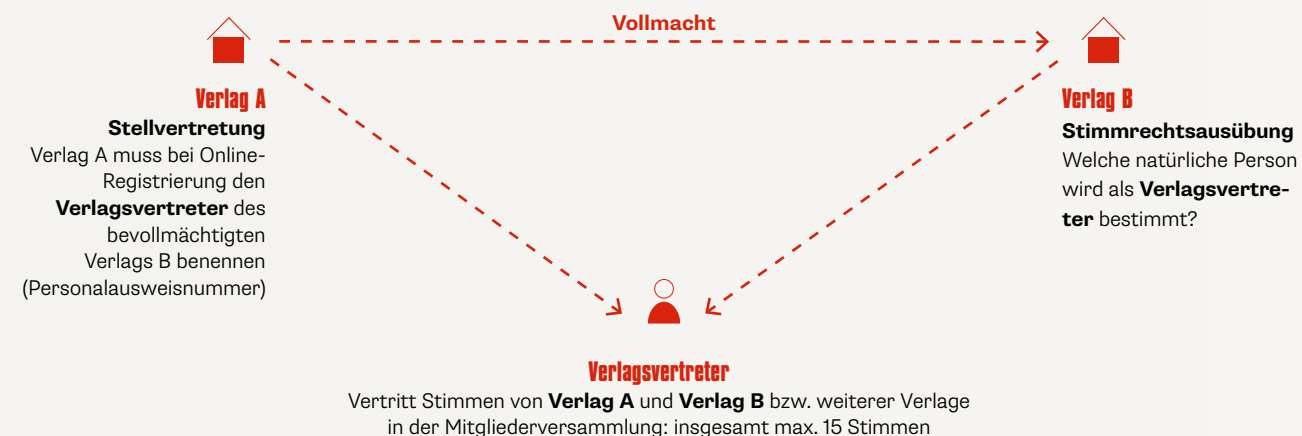 Vollmacht
Verlag A
Stellvertretung
Verlag A muss bei Online-
Registrierung den
Verlagsvertreter des
bevollmächtigten
Verlags B benennen
(Personalausweisnummer)
Verlag B
Stimmrechtsausübung
Welche natürliche Person
wird als Verlagsvertre-
ter bestimmt?
Verlagsvertreter
Vertritt Stimmen von Verlag A und Verlag B bzw. weiterer Verlage
in der Mitgliederversammlung: insgesamt max. 15 Stimmen